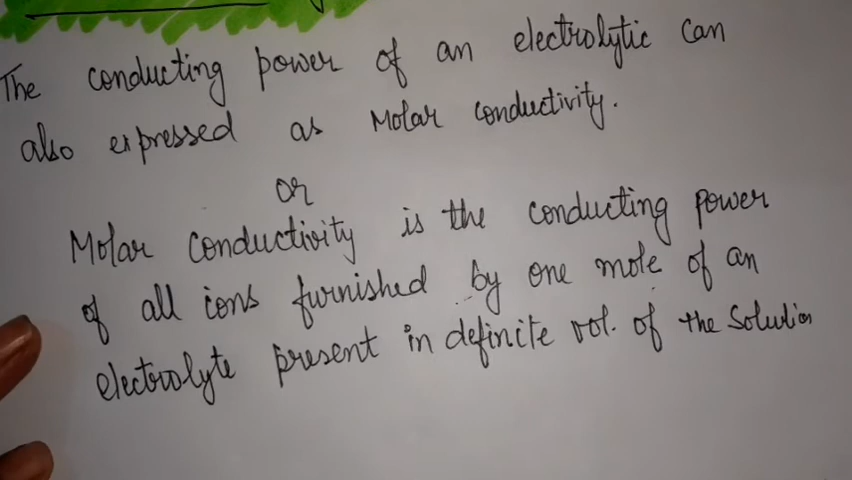 The conducting power of an electrolytic can
also expressed as Molar conductivity.
or
Molar conductivity is the conducting power
of all ions furnished by one mole of an
electrolyte present in definite vol. of the solution